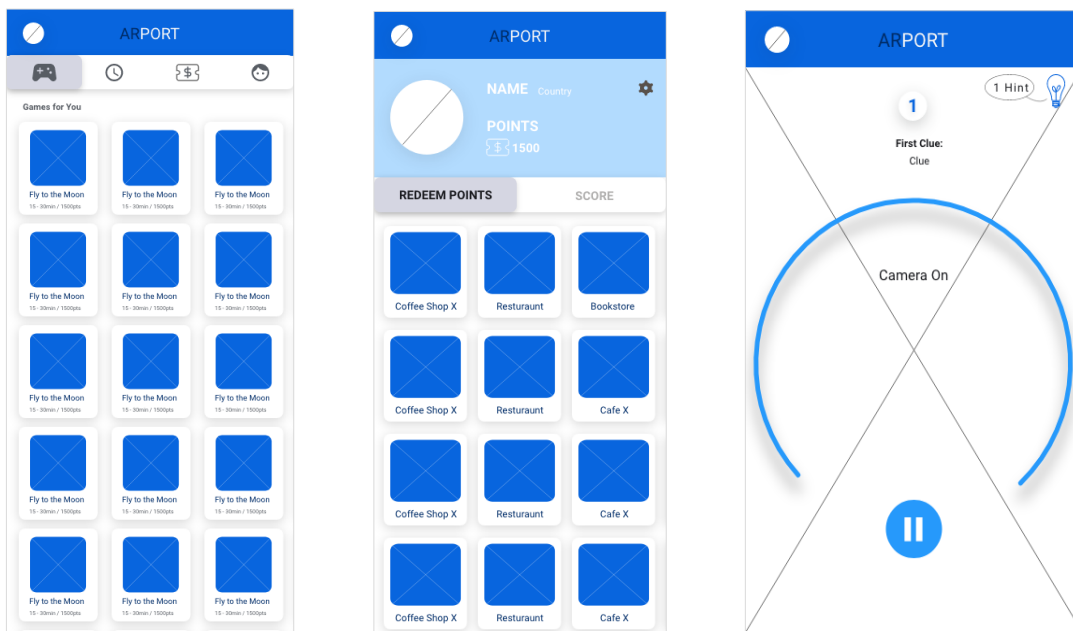 ARPORT
Games for You
Fly to the Moon Fly to the Moon Fly to the Moon
15 - 30min / 1500pts 15 - 30min / 1500pts 15 - 30min / 1500pts
Fly to the Moon Fly to the Moon Fly to the Moon
15 - 30min / 1500pts 15 - 30min / 1500pts 15 - 30min / 1500pts
Fly to the Moon Fly to the Moon Fly to the Moon
15 - 30min / 1500pts 15 - 30min / 1500pts 15 - 30min / 1500pts
Fly to the Moon Fly to the Moon Fly to the Moon
15 - 30min / 1500pts 15 - 30min / 1500pts 15 - 30min / 1500pts
Fly to the Moon Fly to the Moon Fly to the Moon
15 - 30min / 1500pts 15 - 30min / 1500pts 15 - 30min / 1500pts
ARPORT
NAME Country
POINTS
$ 1500
REDEEM POINTS SCORE
Coffee Shop X Resturaunt Bookstore
Coffee Shop X Resturaunt Cafe X
Coffee Shop X Resturaunt Cafe X
Coffee Shop X Resturaunt Cafe X
ARPORT
1 Hint
1
First Clue:
Clue
Camera On